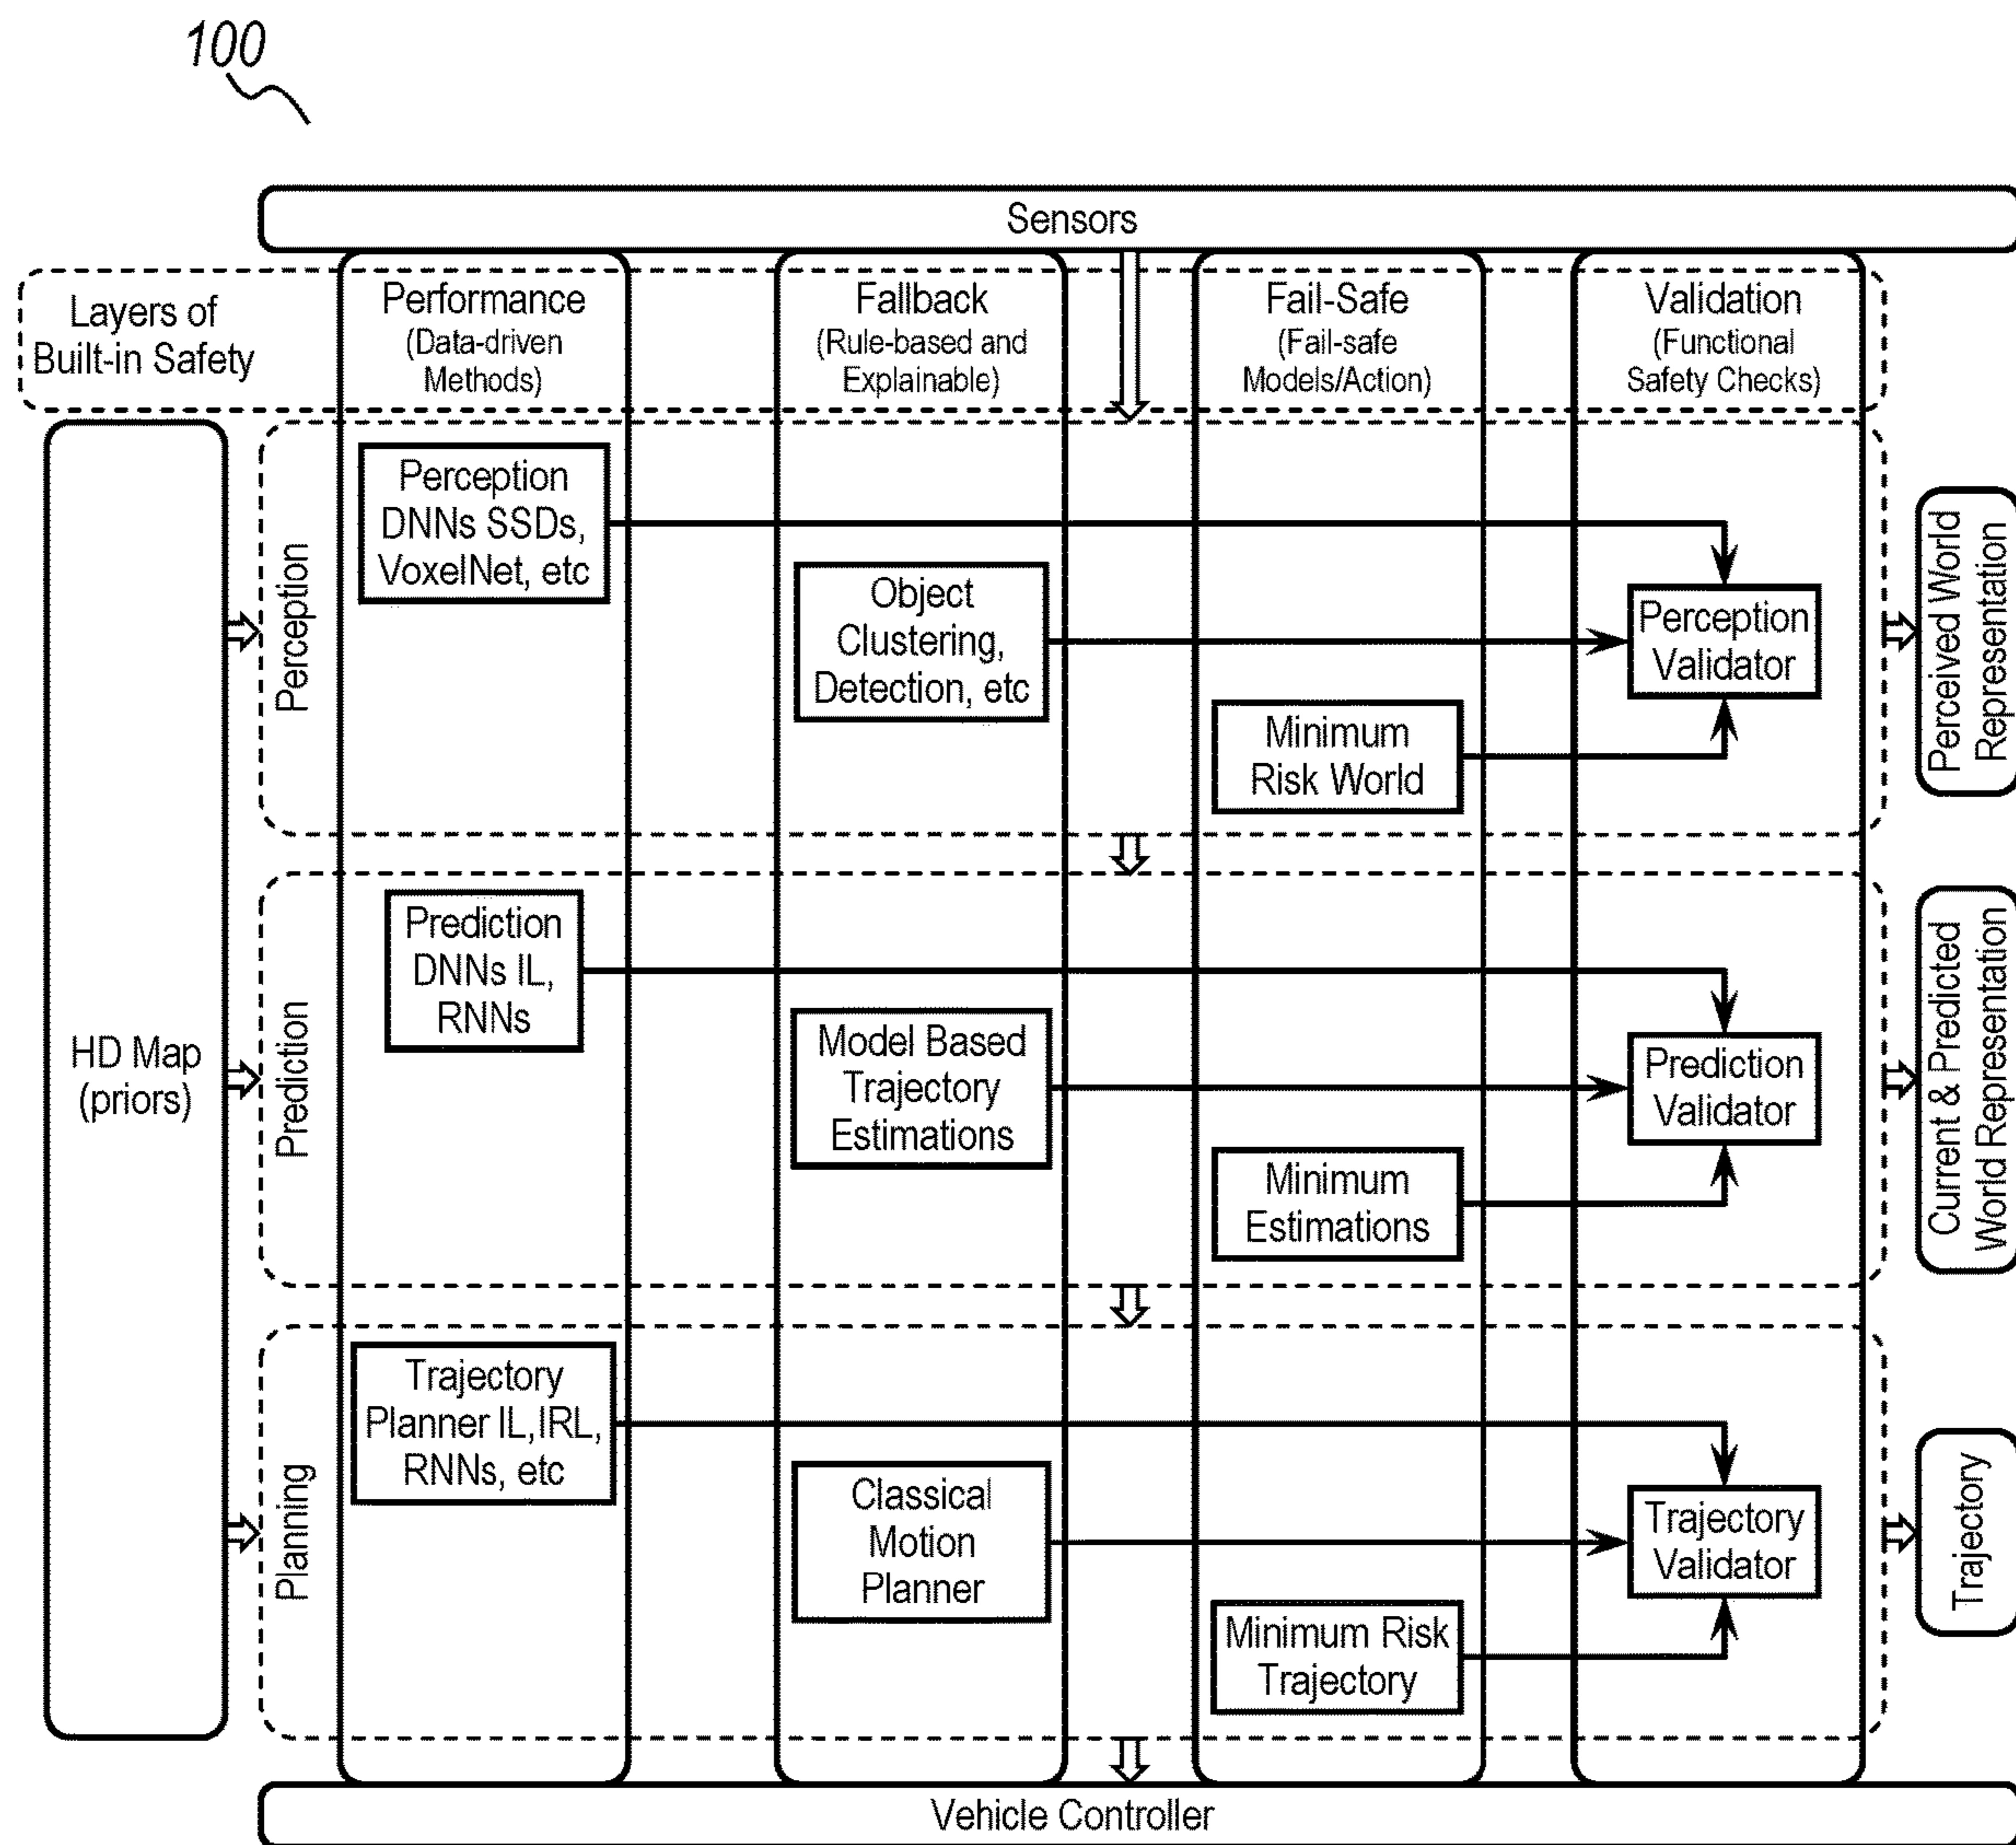 100
Sensors
Layers of
Built-in Safety
Performance
(Data-driven
Methods)
Fallback
(Rule-based and
Explainable)
Fail-Safe
(Fail-safe
Models/Action)
Validation
(Functional
Safety Checks)
HD Map
(priors)
Perception
Perception
DNNs SSDs,
VoxelNet, etc
Object
Clustering,
Detection, etc
Minimum
Risk World
Perception
Validator
Perceived World
Representation
Prediction
Prediction
DNNs IL,
RNNs
Model Based
Trajectory
Estimations
Minimum
Estimations
Prediction
Validator
Current & Predicted
World Representation
Planning
Trajectory
Planner IL, IRL,
RNNs, etc
Classical
Motion
Planner
Minimum Risk
Trajectory
Trajectory
Validator
Trajectory
Vehicle Controller